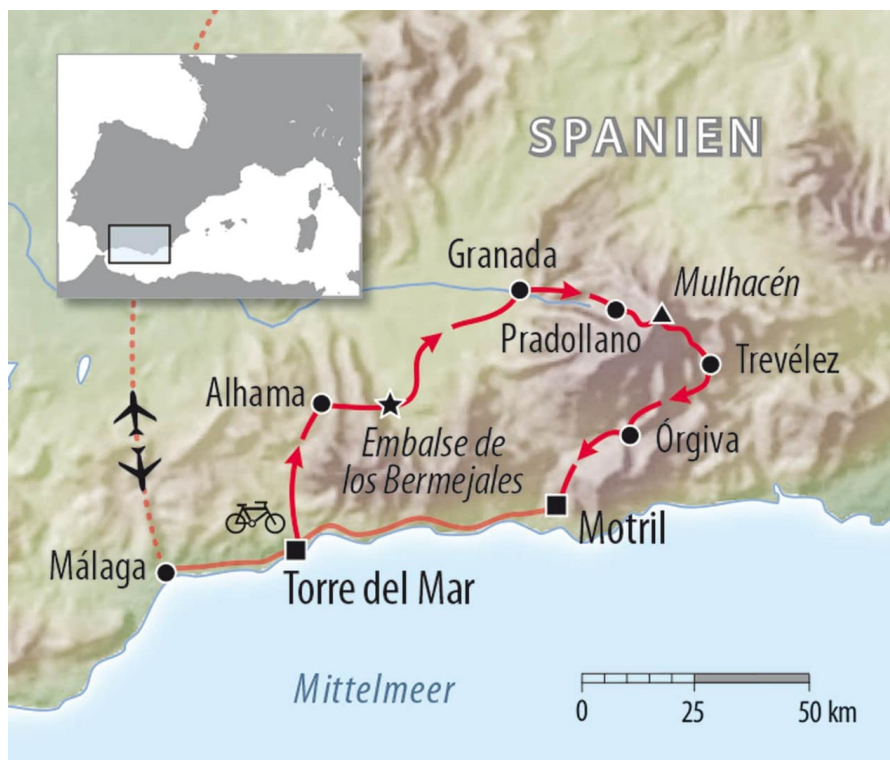 SPANIEN
Granada
Mulhacén
Pradollano
Trevélez
Alhama
Órgiva
Embalse de
los Bermejales
Motril
Málaga
Torre del Mar
Mittelmeer
0 25 50 km